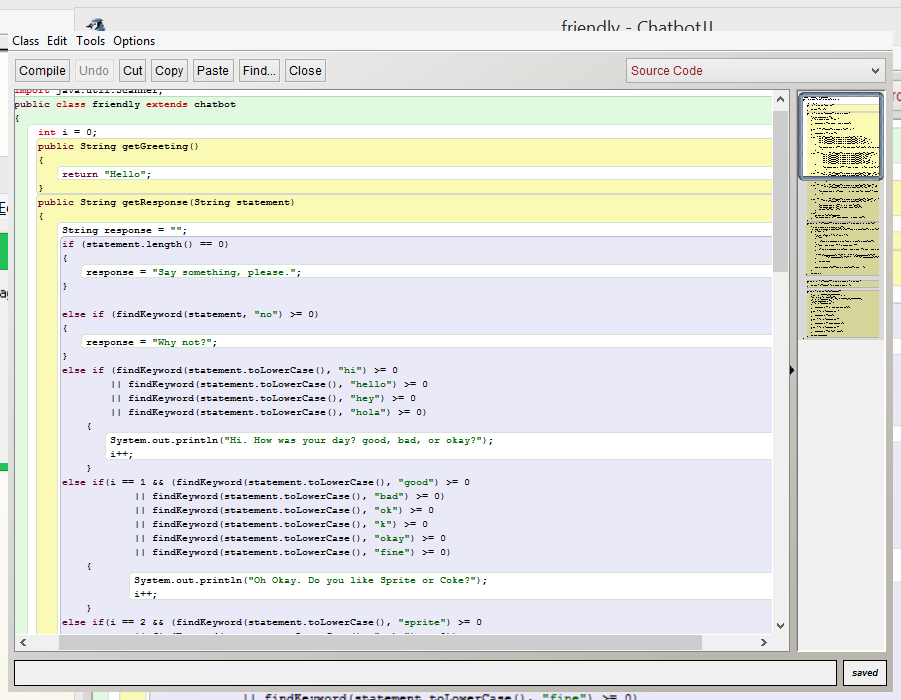 friendly - Chatbot!!
Class Edit Tools Options
Compile Undo Cut Copy Paste Find... Close Source Code
import java.util.Scanner;
public class friendly extends chatbot
{
int i = 0;
public String getGreeting()
{
return "Hello";
}
public String getResponse(String statement)
{
String response = "";
if (statement.length() == 0)
{
response = "Say something, please.";
}
else if (findKeyword(statement, "no") >= 0)
{
response = "Why not?";
}
else if (findKeyword(statement.toLowerCase(), "hi") >= 0
|| findKeyword(statement.toLowerCase(), "hello") >= 0
|| findKeyword(statement.toLowerCase(), "hey") >= 0
|| findKeyword(statement.toLowerCase(), "hola") >= 0)
{
System.out.println("Hi. How was your day? good, bad, or okay?");
i++;
}
else if(i == 1 && (findKeyword(statement.toLowerCase(), "good") >= 0
|| findKeyword(statement.toLowerCase(), "bad") >= 0)
|| findKeyword(statement.toLowerCase(), "ok") >= 0
|| findKeyword(statement.toLowerCase(), "k") >= 0
|| findKeyword(statement.toLowerCase(), "okay") >= 0
|| findKeyword(statement.toLowerCase(), "fine") >= 0)
{
System.out.println("Oh Okay. Do you like Sprite or Coke?");
i++;
}
else if(i == 2 && (findKeyword(statement.toLowerCase(), "sprite") >= 0
saved
|| findKeyword(statement.toLowerCase(), "fine") >= 0)